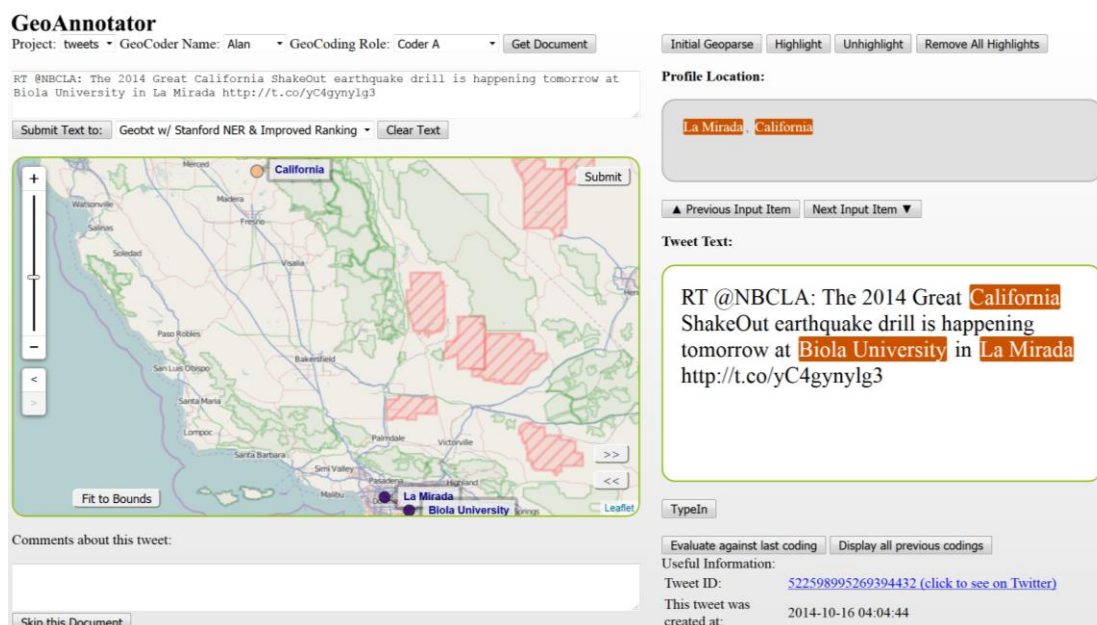 GeoAnnotator
Project: tweets GeoCoder Name: Alan GeoCoding Role: Coder A Get Document
RT @NBCLA: The 2014 Great California ShakeOut earthquake drill is happening tomorrow at
Biola University in La Mirada http://t.co/yC4gynylg3
Submit Text to: Geotxt w/ Stanford NER & Improved Ranking Clear Text
+
−
<
>
Submit
Merced
California
Madera
Watsonville
Fresno
Salinas
Soledad
Visalia
Paso Robles
Bakersfield
San Luis Obispo
Santa Maria
Lompoc
Palmdale
Victorville
Santa Barbara
Simi Valley
Pasadena
Highland
Malibu
La Mirada
Biola University
Springs
>>
<<
Fit to Bounds
Leaflet
Comments about this tweet:
Skip this Document
Initial Geoparse Highlight Unhighlight Remove All Highlights
Profile Location:
La Mirada, California
▲ Previous Input Item Next Input Item ▼
Tweet Text:
RT @NBCLA: The 2014 Great California
ShakeOut earthquake drill is happening
tomorrow at Biola University in La Mirada
http://t.co/yC4gynylg3
TypeIn
Evaluate against last coding Display all previous codings
Useful Information:
Tweet ID: 522598995269394432 (click to see on Twitter)
This tweet was
created at: 2014-10-16 04:04:44